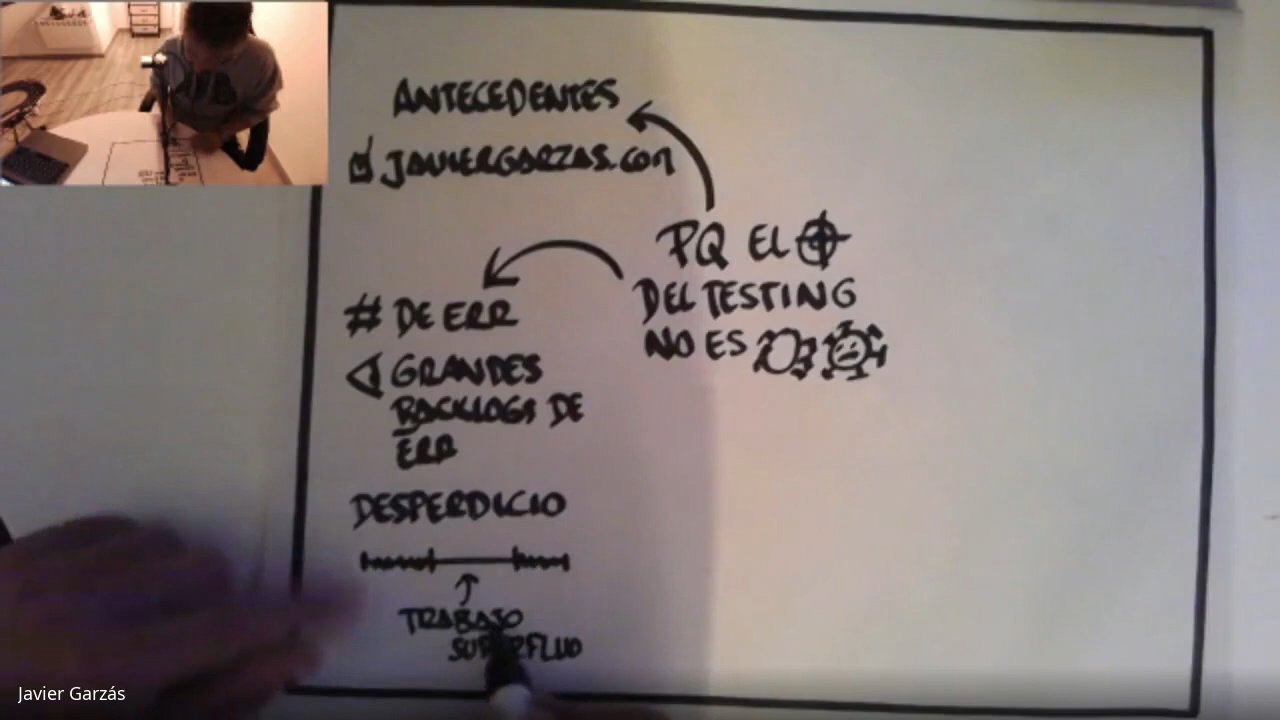 ANTECEDENTES
JAVIERGARZAS.COM
PQ EL
DEL TESTING
NO ES
# DE ERR
GRANDES
BACKLOGS DE
ERR
DESPERDICIO
TRABAJO
SUPERFLUO
Javier Garzás